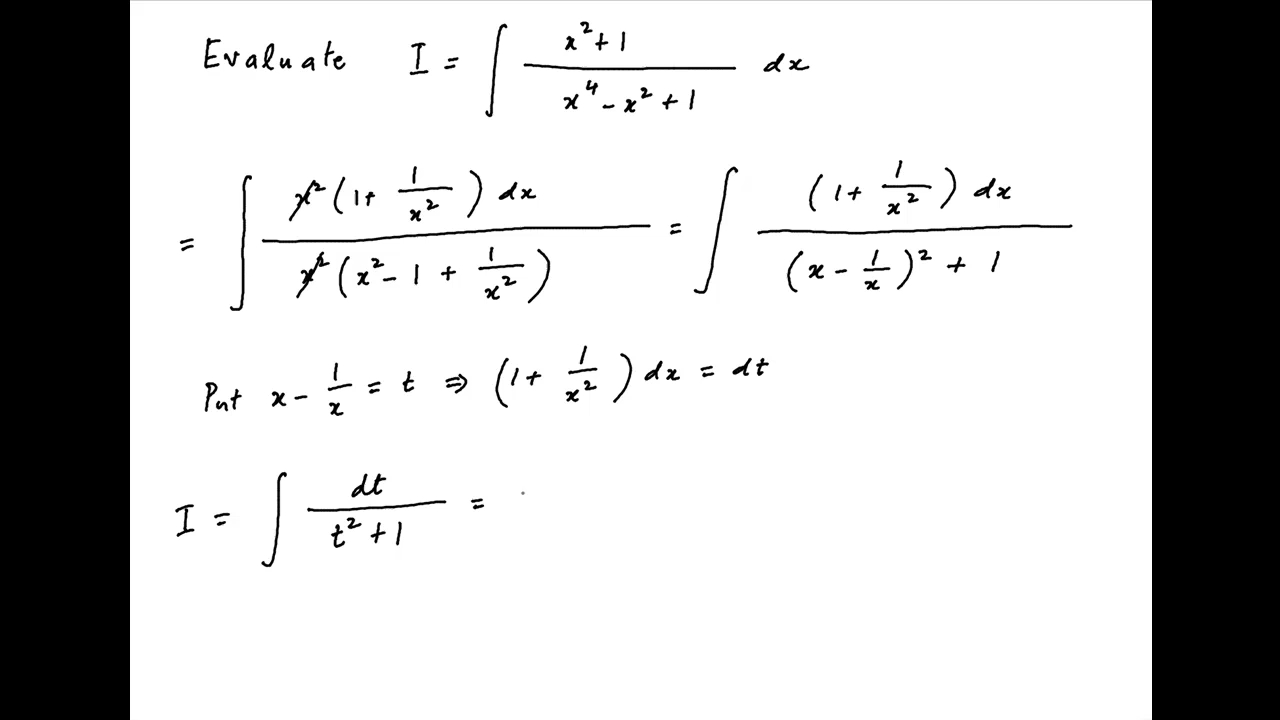 Evaluate I = ∫ (x² + 1)/(x⁴ − x² + 1) dx
= ∫ x²(1 + 1/x²) dx / x²(x² − 1 + 1/x²) = ∫ (1 + 1/x²) dx / ((x − 1/x)² + 1)
Put x − 1/x = t ⇒ (1 + 1/x²) dx = dt
I = ∫ dt/(t² + 1) =